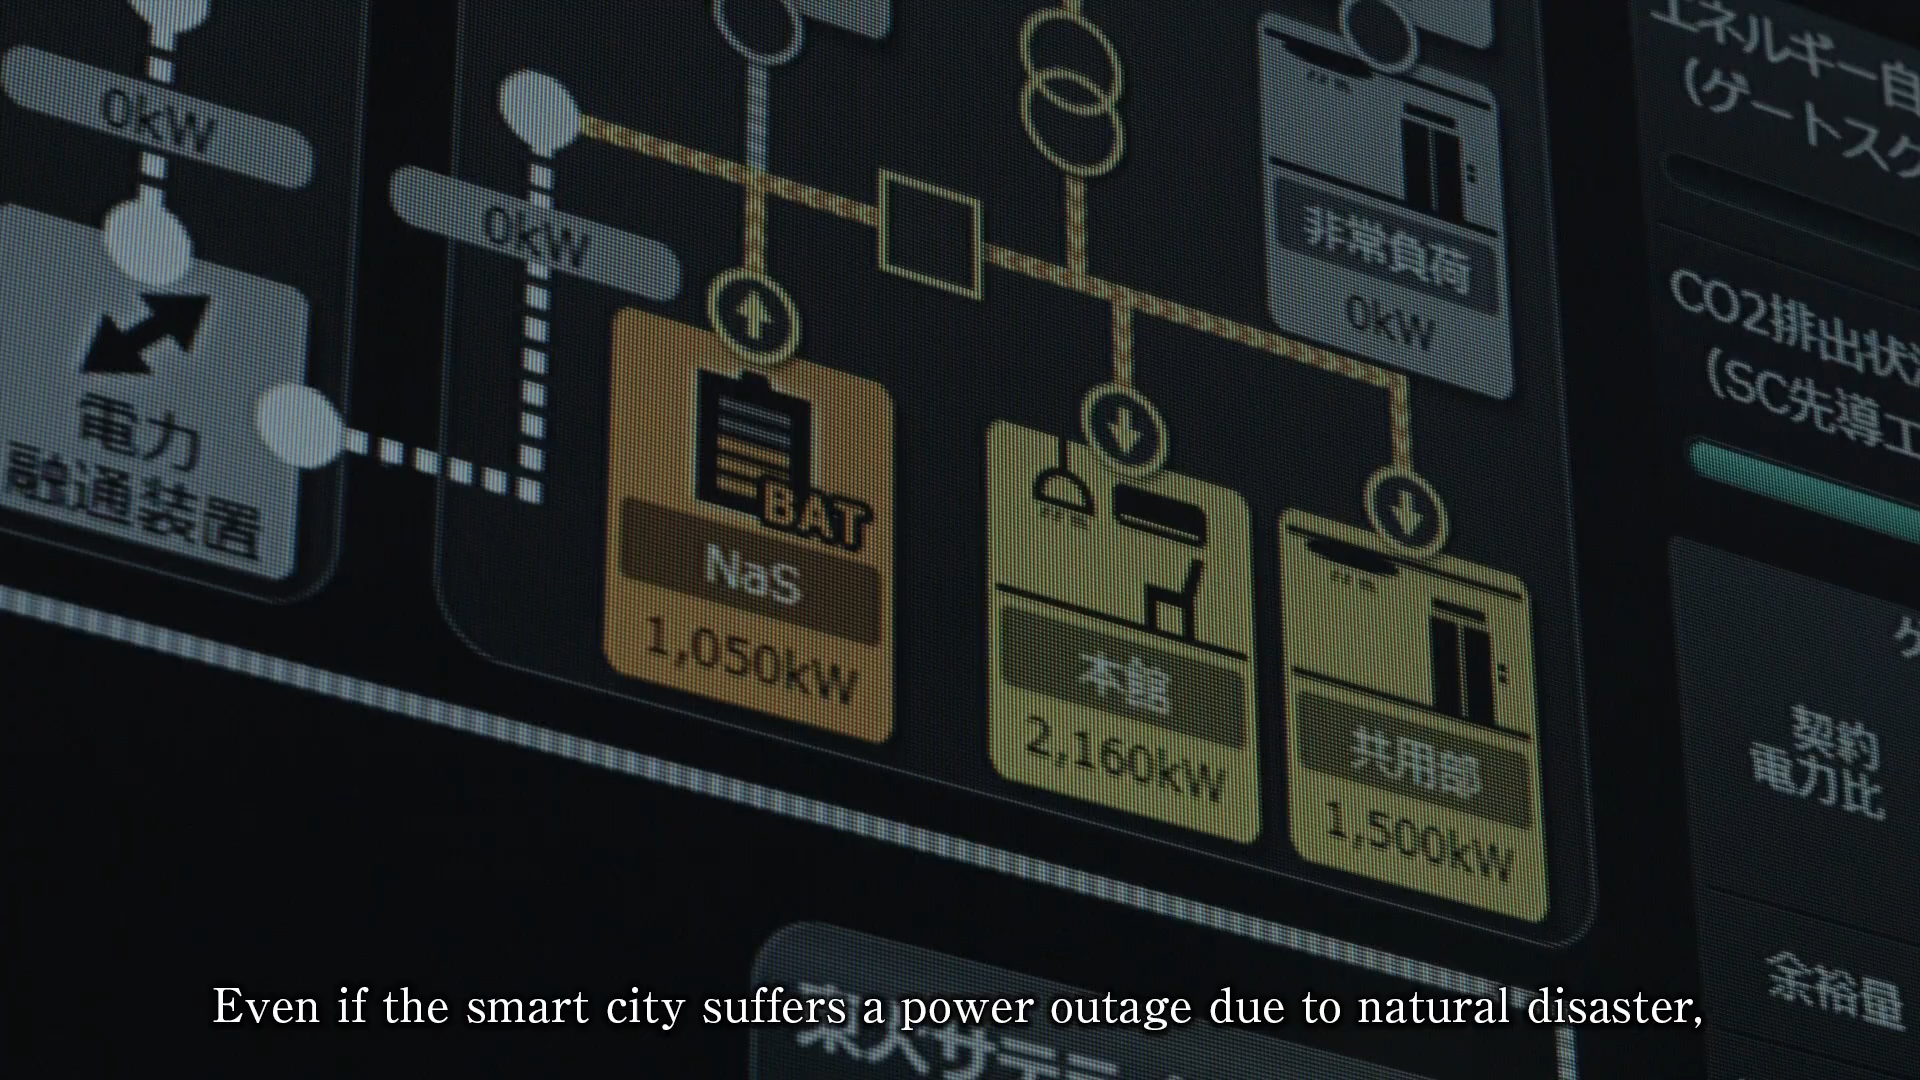 0kW
0kW
電力
融通装置
BAT
NaS
1,050kW
本館
2,160kW
共用部
1,500kW
非常負荷
0kW
エネルギー自
(ゲートスク
CO2排出状
(SC先導エ
契約
電力比
余裕量
Even if the smart city suffers a power outage due to natural disaster,